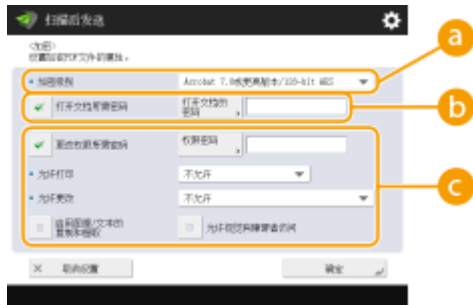 扫描后发送
<加密>
设置加密PDF文件的属性。
加密级别
Acrobat 7.0或更高版本/128-bit AES
a
打开文档所需密码
打开文档的
密码
b
更改权限所需密码
权限密码
允许打印
不允许
c
允许更改
不允许
启用图像/文本的
复制和提取
允许视觉有障碍者访问
取消设置
确定